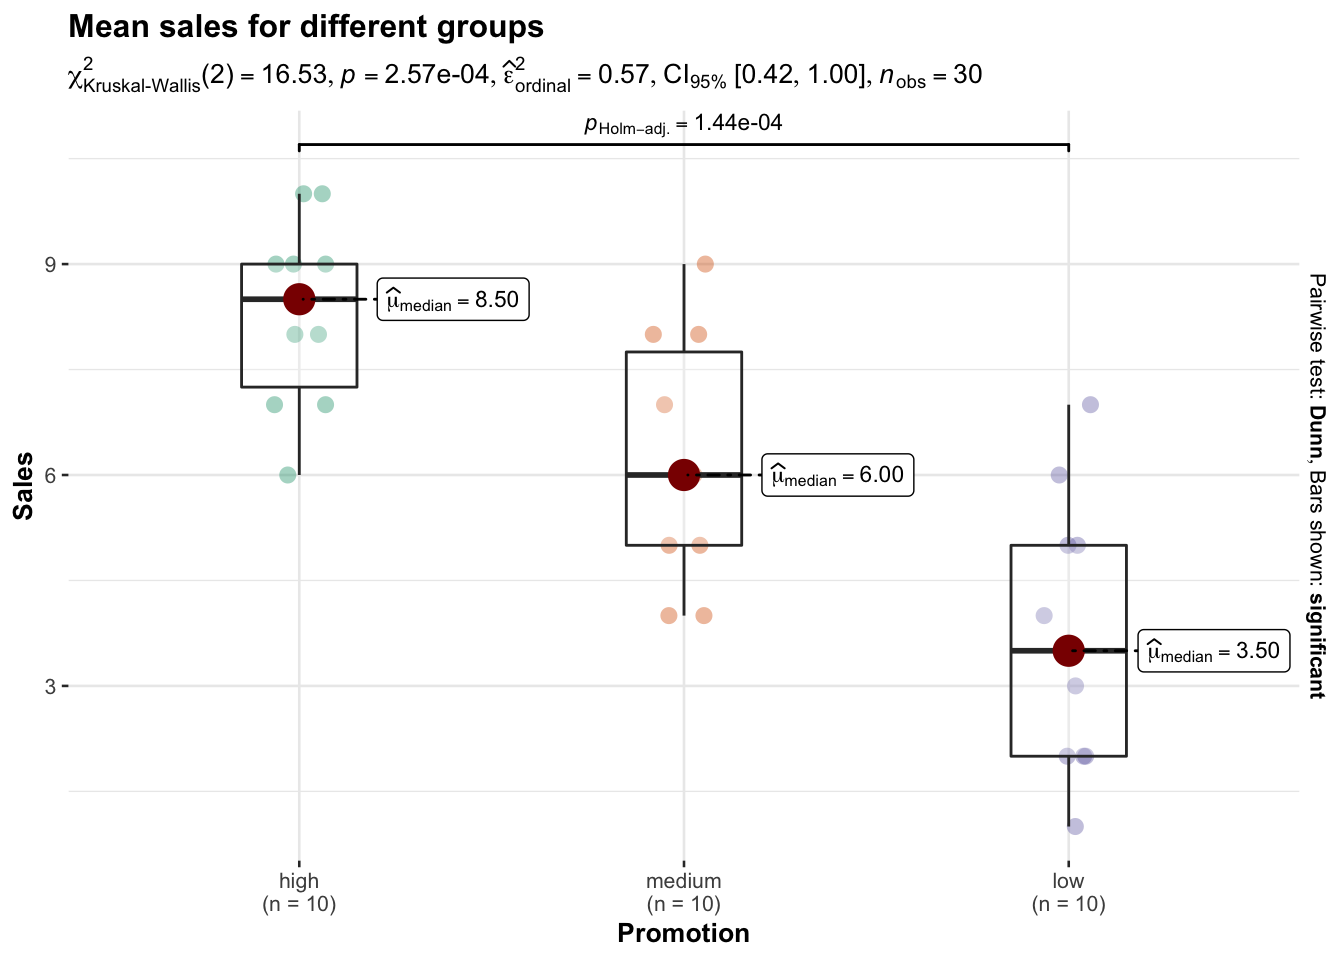 Mean sales for different groups
χ²Kruskal-Wallis(2) = 16.53, p = 2.57e-04, ε̂²ordinal = 0.57, CI95% [0.42, 1.00], nobs = 30
pHolm−adj. = 1.44e-04
9
6
3
μ̂median = 8.50
μ̂median = 6.00
μ̂median = 3.50
Sales
Pairwise test: Dunn, Bars shown: significant
high
(n = 10)
medium
(n = 10)
low
(n = 10)
Promotion